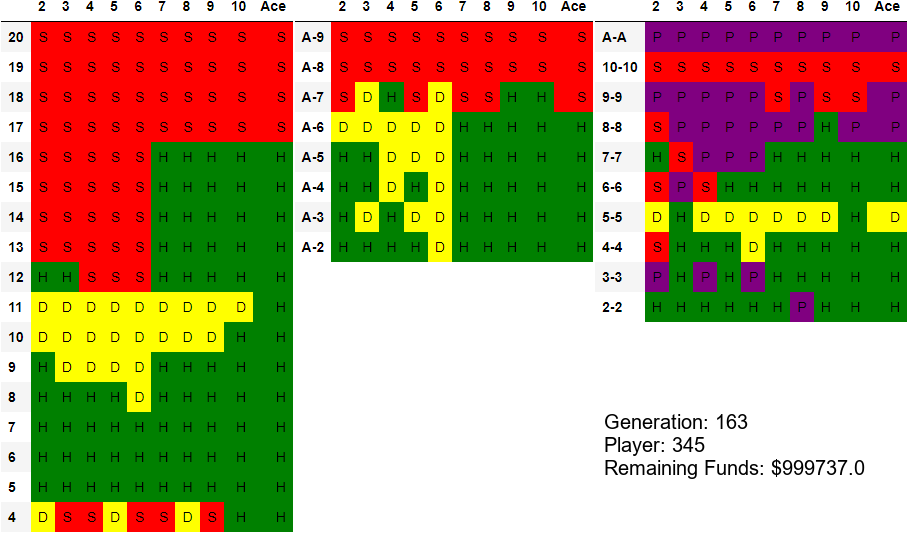 2 3 4 5 6 7 8 9 10 Ace
20 S S S S S S S S S S
19 S S S S S S S S S S
18 S S S S S S S S S S
17 S S S S S S S S S S
16 S S S S S H H H H H
15 S S S S S H H H H H
14 S S S S S H H H H H
13 S S S S S H H H H H
12 H H S S S H H H H H
11 D D D D D D D D D H
10 D D D D D D D D H H
9 H D D D D H H H H H
8 H H H H D H H H H H
7 H H H H H H H H H H
6 H H H H H H H H H H
5 H H H H H H H H H H
4 D S S D S S D S H H
2 3 4 5 6 7 8 9 10 Ace
A-9 S S S S S S S S S S
A-8 S S S S S S S S S S
A-7 S D H S D S S H H S
A-6 D D D D D H H H H H
A-5 H H D D D H H H H H
A-4 H H D H D H H H H H
A-3 H D H D D H H H H H
A-2 H H H H D H H H H H
2 3 4 5 6 7 8 9 10 Ace
A-A P P P P P P P P P P
10-10 S S S S S S S S S S
9-9 P P P P P S P S S P
8-8 S P P P P P P H P P
7-7 H S P P P H H H H H
6-6 S P S H H H H H H H
5-5 D H D D D D D D H D
4-4 S H H H D H H H H H
3-3 P H P H P H H H H H
2-2 H H H H H H P H H H
Generation: 163
Player: 345
Remaining Funds: $999737.0